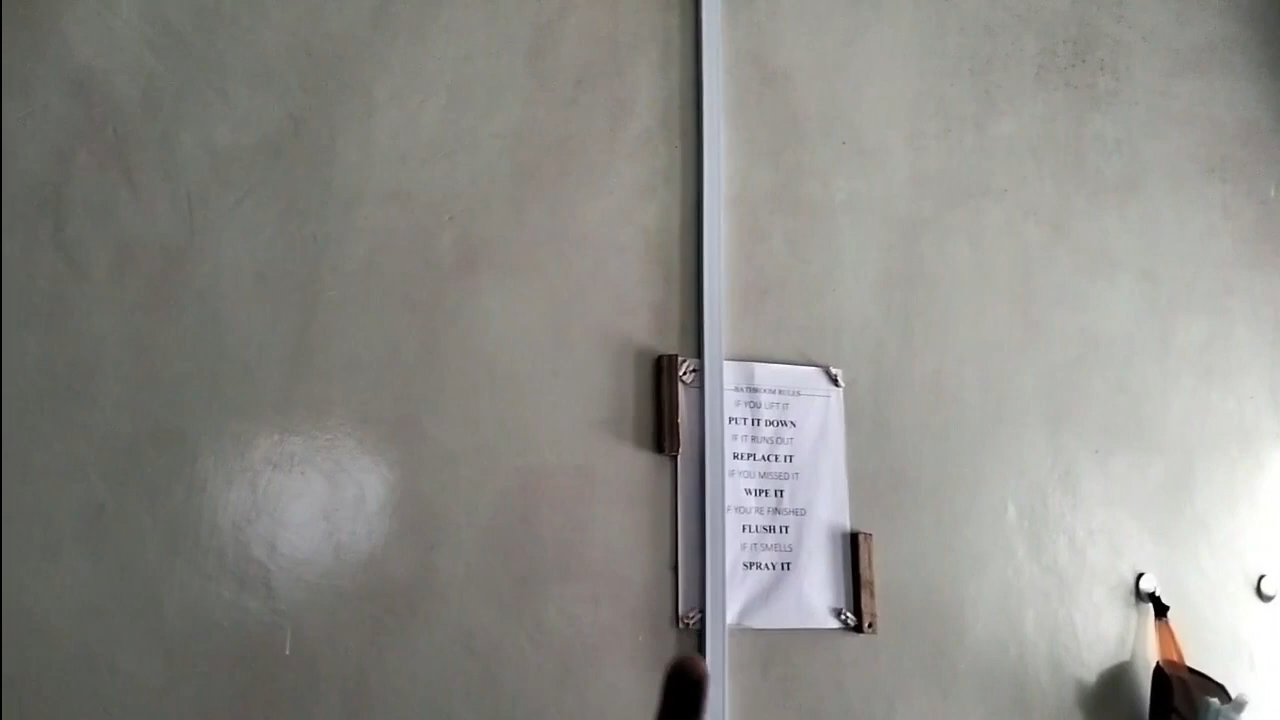 BATHROOM RULES
IF YOU LIFT IT
PUT IT DOWN
IF IT RUNS OUT
REPLACE IT
IF YOU MISSED IT
WIPE IT
F YOU'RE FINISHED
FLUSH IT
IF IT SMELLS
SPRAY IT